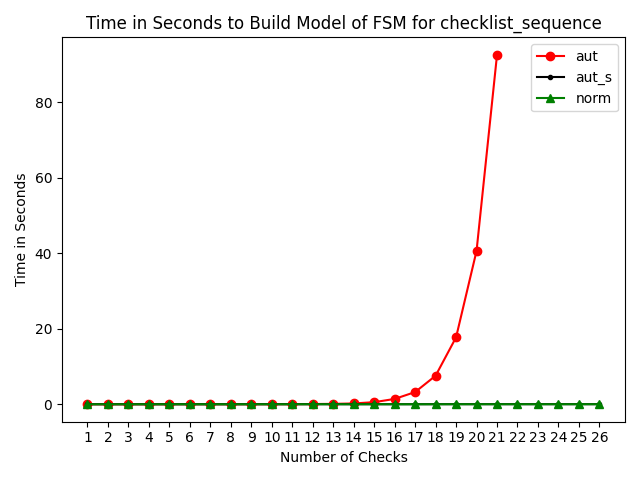 Time in Seconds to Build Model of FSM for checklist_sequence
aut
aut_s
norm
Time in Seconds
80
60
40
20
0
1 2 3 4 5 6 7 8 9 10 11 12 13 14 15 16 17 18 19 20 21 22 23 24 25 26
Number of Checks